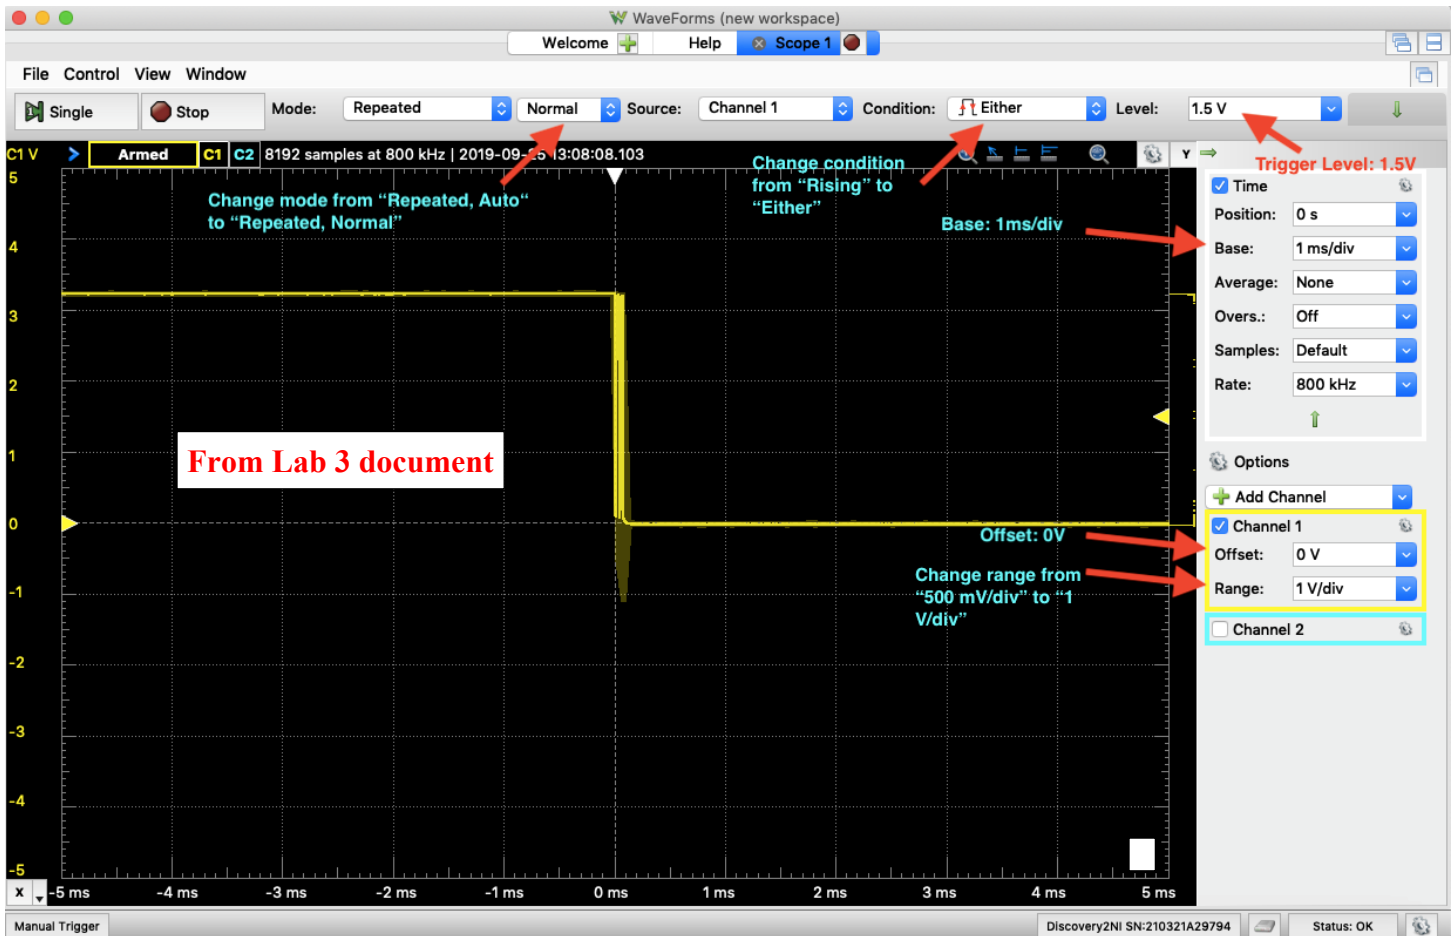 WaveForms (new workspace)
Welcome Help Scope 1
File Control View Window
Single Stop Mode: Repeated Normal Source: Channel 1 Condition: Either Level: 1.5 V
C1 V Armed C1 C2 8192 samples at 800 kHz | 2019-09-25 13:08:08.103 Y
Trigger Level: 1.5V
Change mode from “Repeated, Auto“
to “Repeated, Normal”
Change condition
from “Rising” to
“Either”
Base: 1ms/div
From Lab 3 document
Offset: 0V
Change range from
“500 mV/div” to “1
V/div”
5
4
3
2
1
0
-1
-2
-3
-4
-5
X -5 ms -4 ms -3 ms -2 ms -1 ms 0 ms 1 ms 2 ms 3 ms 4 ms 5 ms
Time
Position: 0 s
Base: 1 ms/div
Average: None
Overs.: Off
Samples: Default
Rate: 800 kHz
Options
Add Channel
Channel 1
Offset: 0 V
Range: 1 V/div
Channel 2
Manual Trigger Discovery2NI SN:210321A29794 Status: OK